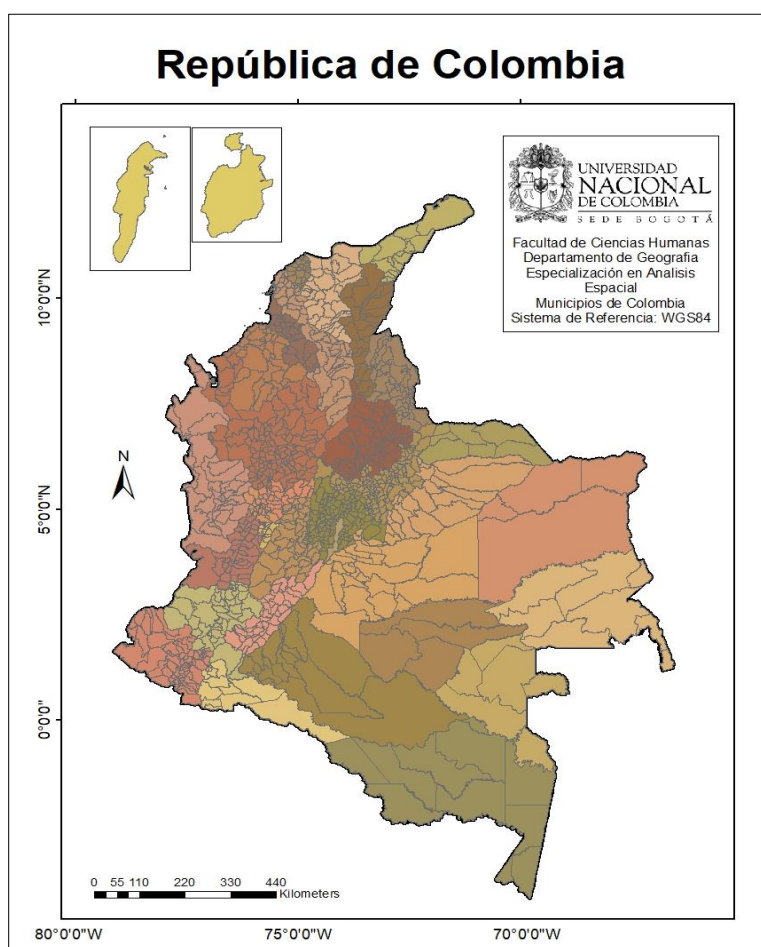 República de Colombia
UNIVERSIDAD
NACIONAL
DE COLOMBIA
SEDE BOGOTÁ
Facultad de Ciencias Humanas
Departamento de Geografia
Especialización en Analisis
Espacial
Municipios de Colombia
Sistema de Referencia: WGS84
10°0'0"N
N
5°0'0"N
0°0'0"
0 55 110 220 330 440
Kilometers
80°0'0"W 75°0'0"W 70°0'0"W